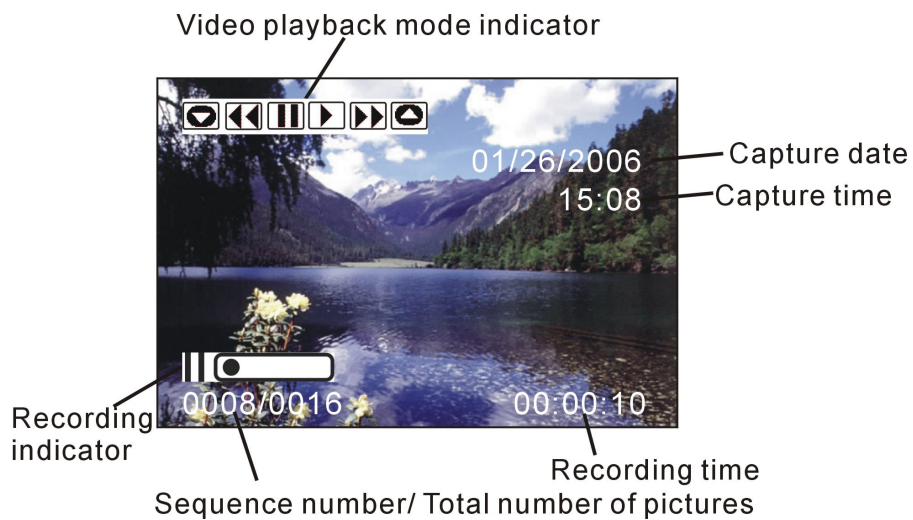 Video playback mode indicator
01/26/2006
Capture date
15:08
Capture time
Recording
indicator
0008/0016
00:00:10
Recording time
Sequence number/ Total number of pictures